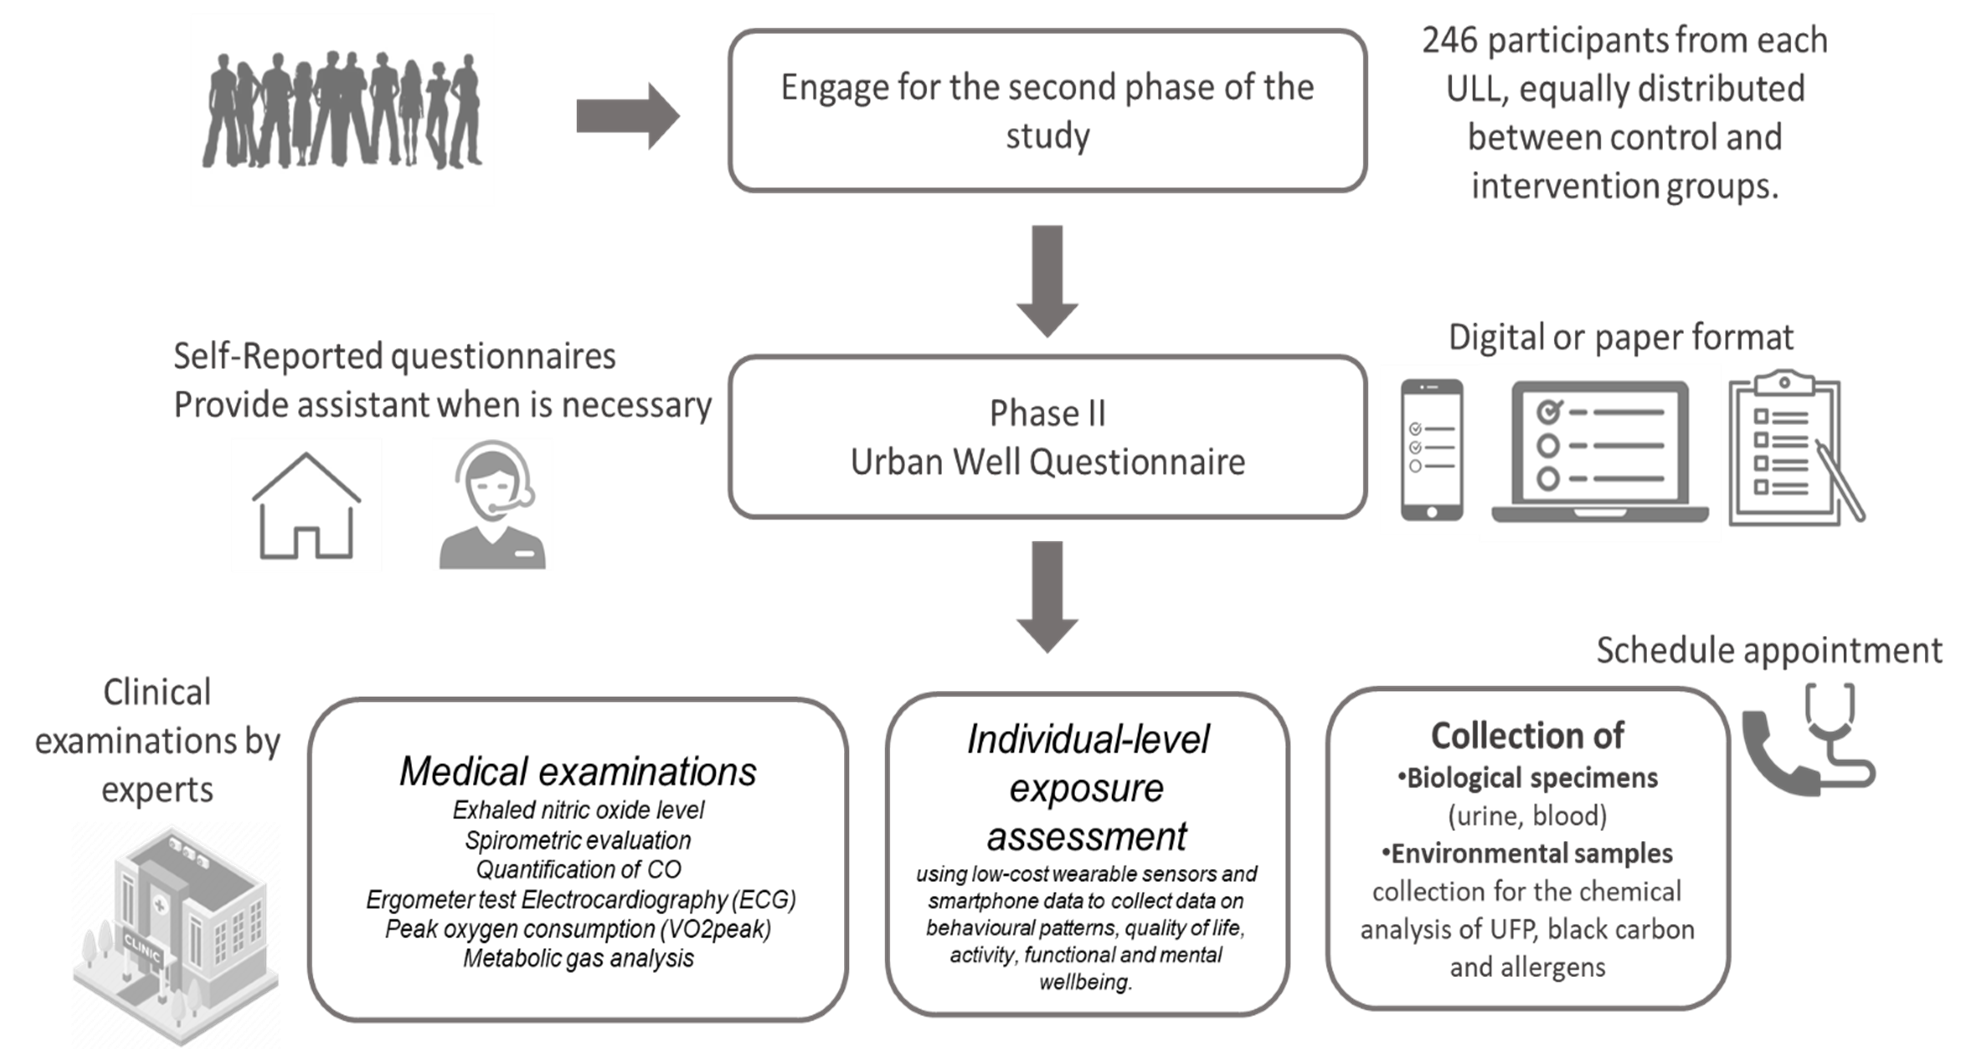 Engage for the second phase of the
study
246 participants from each
ULL, equally distributed
between control and
intervention groups.
Self-Reported questionnaires
Provide assistant when is necessary
Phase II
Urban Well Questionnaire
Digital or paper format
Clinical
examinations by
experts
CLINIC
Medical examinations
Exhaled nitric oxide level
Spirometric evaluation
Quantification of CO
Ergometer test Electrocardiography (ECG)
Peak oxygen consumption (VO2peak)
Metabolic gas analysis
Individual-level
exposure
assessment
using low-cost wearable sensors and
smartphone data to collect data on
behavioural patterns, quality of life,
activity, functional and mental
wellbeing.
Schedule appointment
Collection of
•Biological specimens
(urine, blood)
•Environmental samples
collection for the chemical
analysis of UFP, black carbon
and allergens